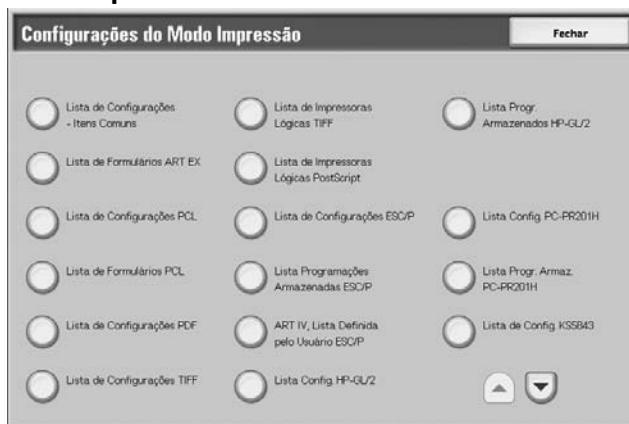 Configurações do Modo Impressão
Fechar
Lista de Configurações
- Itens Comuns
Lista de Formulários ART EX
Lista de Configurações PCL
Lista de Formulários PCL
Lista de Configurações PDF
Lista de Configurações TIFF
Lista de Impressoras
Lógicas TIFF
Lista de Impressoras
Lógicas PostScript
Lista de Configurações ESC/P
Lista Programações
Armazenadas ESC/P
ART IV, Lista Definida
pelo Usuário ESC/P
Lista Config. HP-GL/2
Lista Progr.
Armazenados HP-GL/2
Lista Config. PC-PR201H
Lista Progr. Armaz.
PC-PR201H
Lista de Config. KS5843